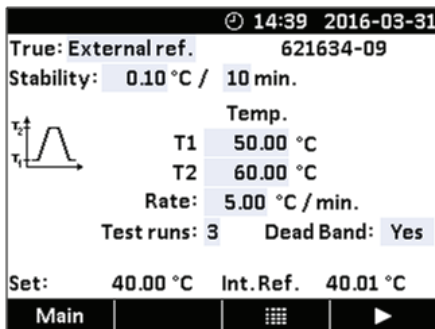 14:39 2016-03-31
True: External ref. 621634-09
Stability: 0.10 °C / 10 min.
Temp.
T2
T1
T1 50.00 °C
T2 60.00 °C
Rate: 5.00 °C / min.
Test runs: 3 Dead Band: Yes
Set: 40.00 °C Int. Ref. 40.01 °C
Main